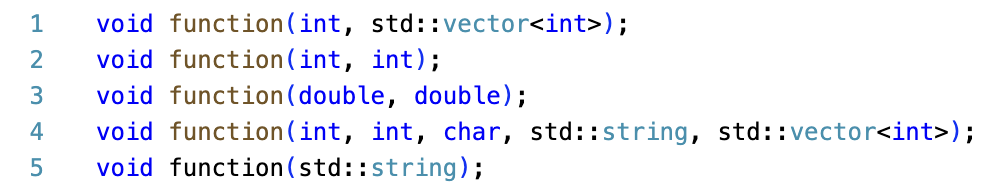 1 void function(int, std::vector<int>);
2 void function(int, int);
3 void function(double, double);
4 void function(int, int, char, std::string, std::vector<int>);
5 void function(std::string);